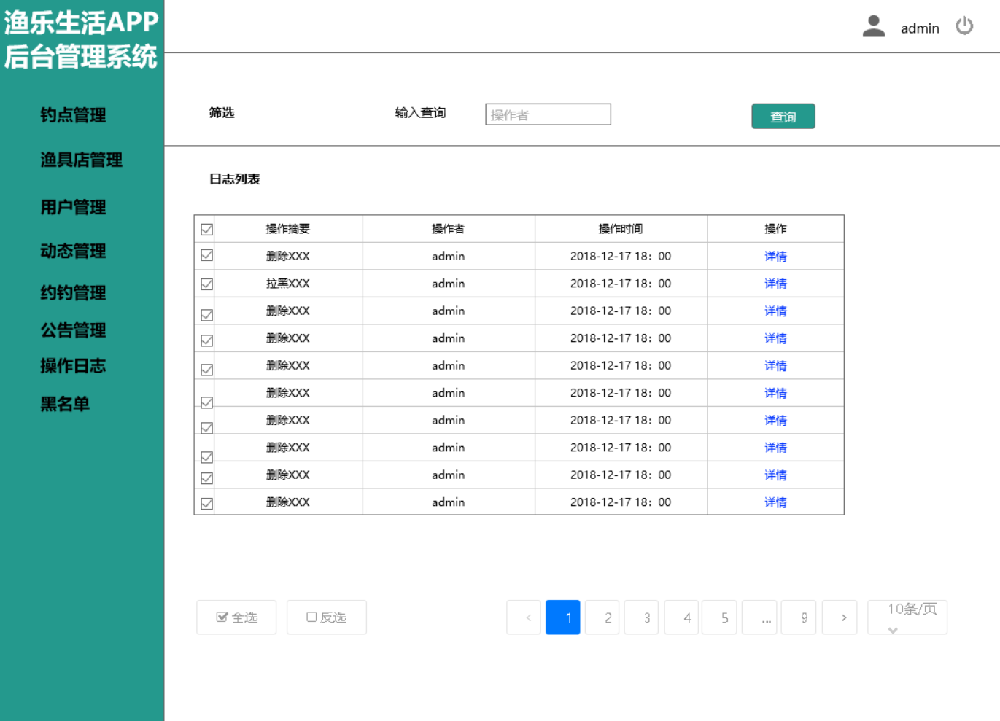 渔乐生活APP
后台管理系统
admin
钓点管理
渔具店管理
用户管理
动态管理
约钓管理
公告管理
操作日志
黑名单
筛选 输入查询 操作者 查询
日志列表
操作摘要 操作者 操作时间 操作
删除XXX admin 2018-12-17 18：00 详情
拉黑XXX admin 2018-12-17 18：00 详情
删除XXX admin 2018-12-17 18：00 详情
删除XXX admin 2018-12-17 18：00 详情
删除XXX admin 2018-12-17 18：00 详情
删除XXX admin 2018-12-17 18：00 详情
删除XXX admin 2018-12-17 18：00 详情
删除XXX admin 2018-12-17 18：00 详情
删除XXX admin 2018-12-17 18：00 详情
删除XXX admin 2018-12-17 18：00 详情
全选 反选 < 1 2 3 4 5 ... 9 > 10条/页